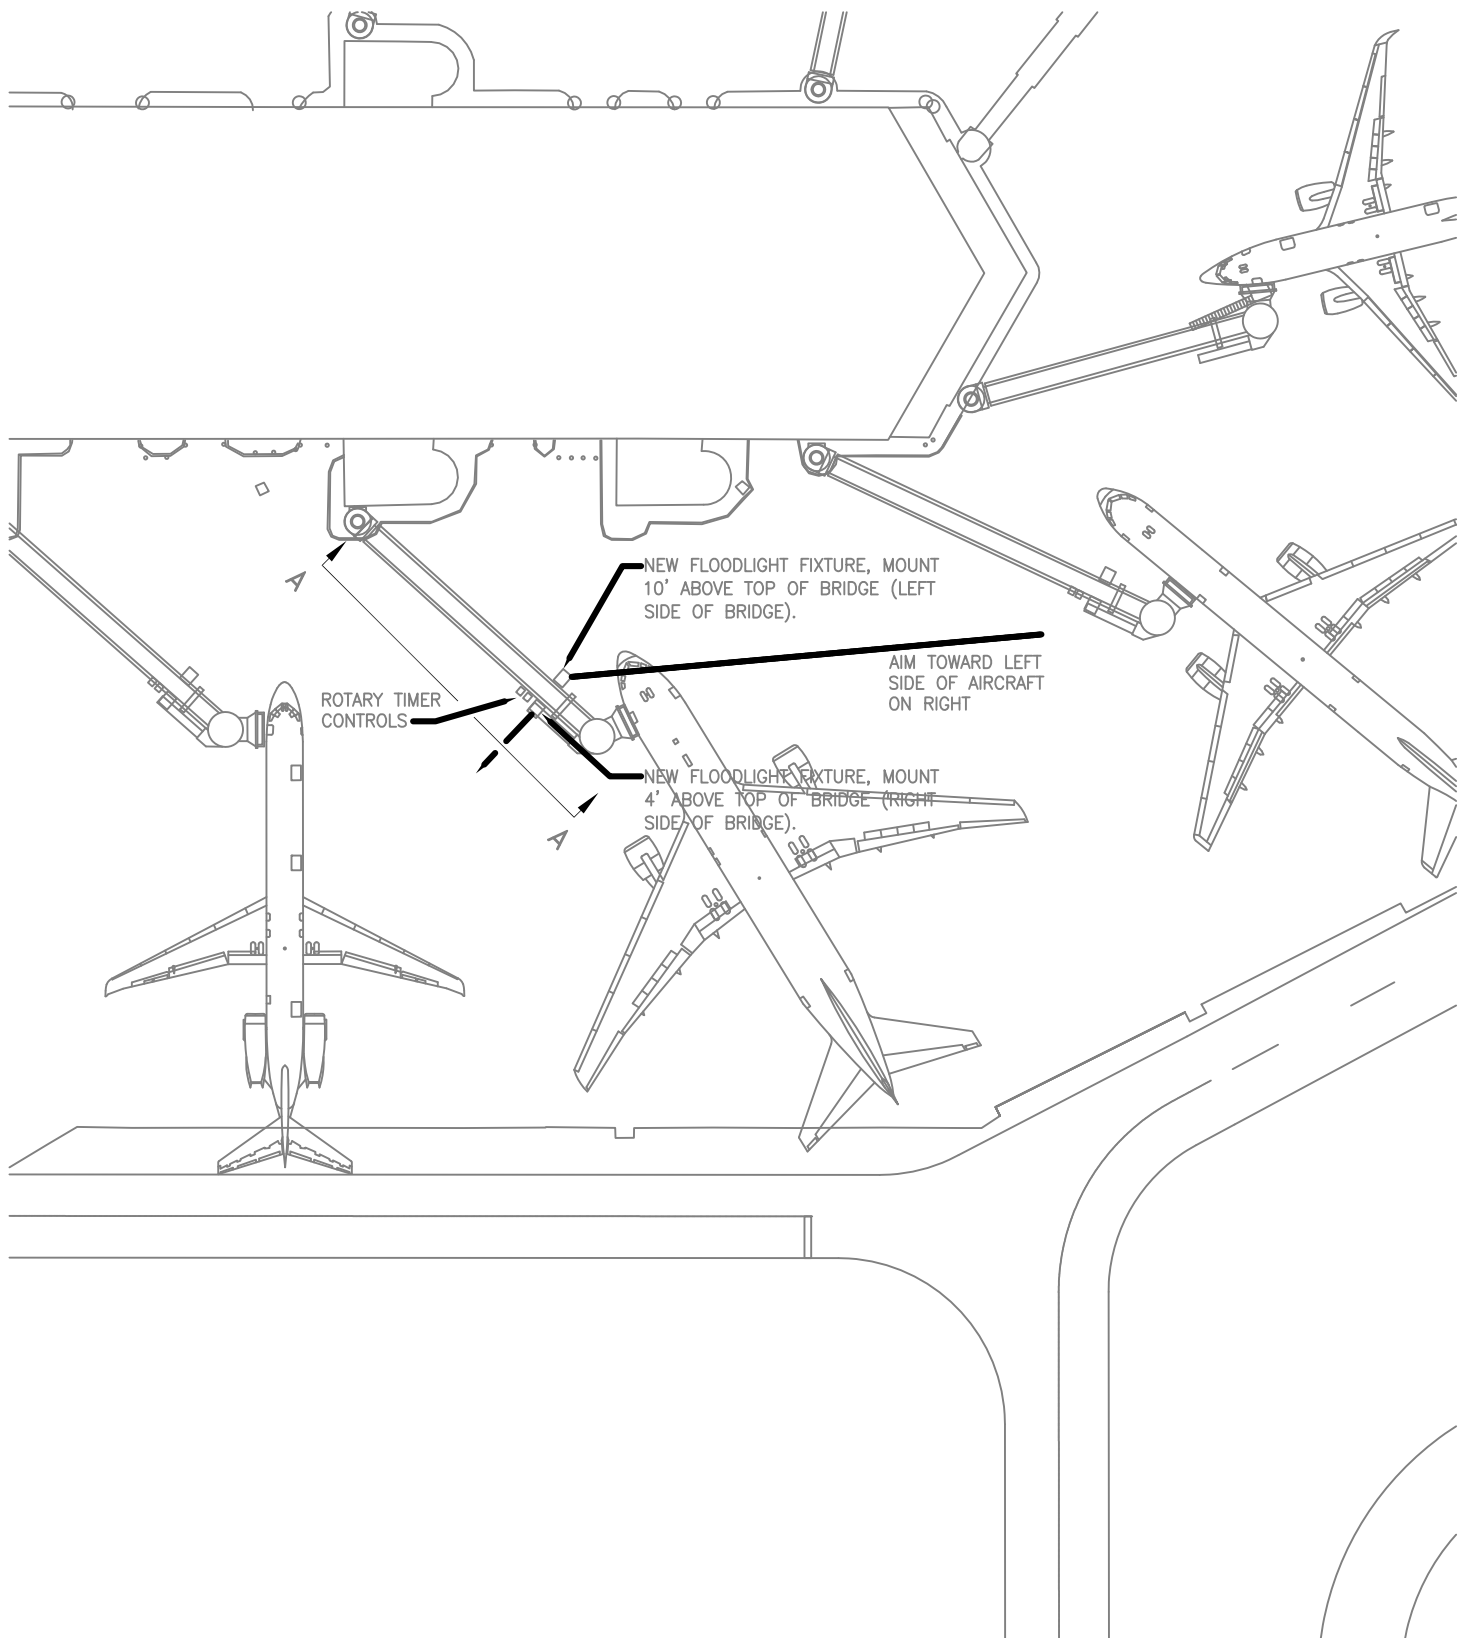 NEW FLOODLIGHT FIXTURE, MOUNT
10' ABOVE TOP OF BRIDGE (LEFT
SIDE OF BRIDGE).
A
AIM TOWARD LEFT
SIDE OF AIRCRAFT
ON RIGHT
ROTARY TIMER
CONTROLS
NEW FLOODLIGHT FIXTURE, MOUNT
4' ABOVE TOP OF BRIDGE (RIGHT
SIDE OF BRIDGE).
A